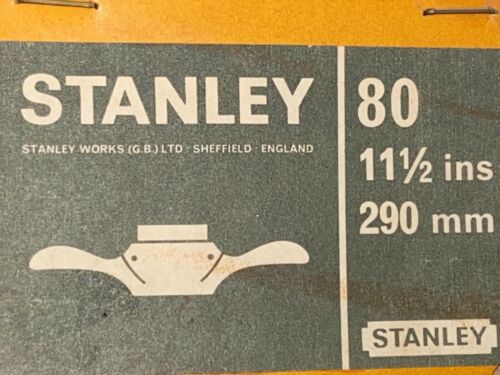 STANLEY
STANLEY WORKS (G.B.) LTD · SHEFFIELD · ENGLAND
80
11½ ins
290 mm
STANLEY